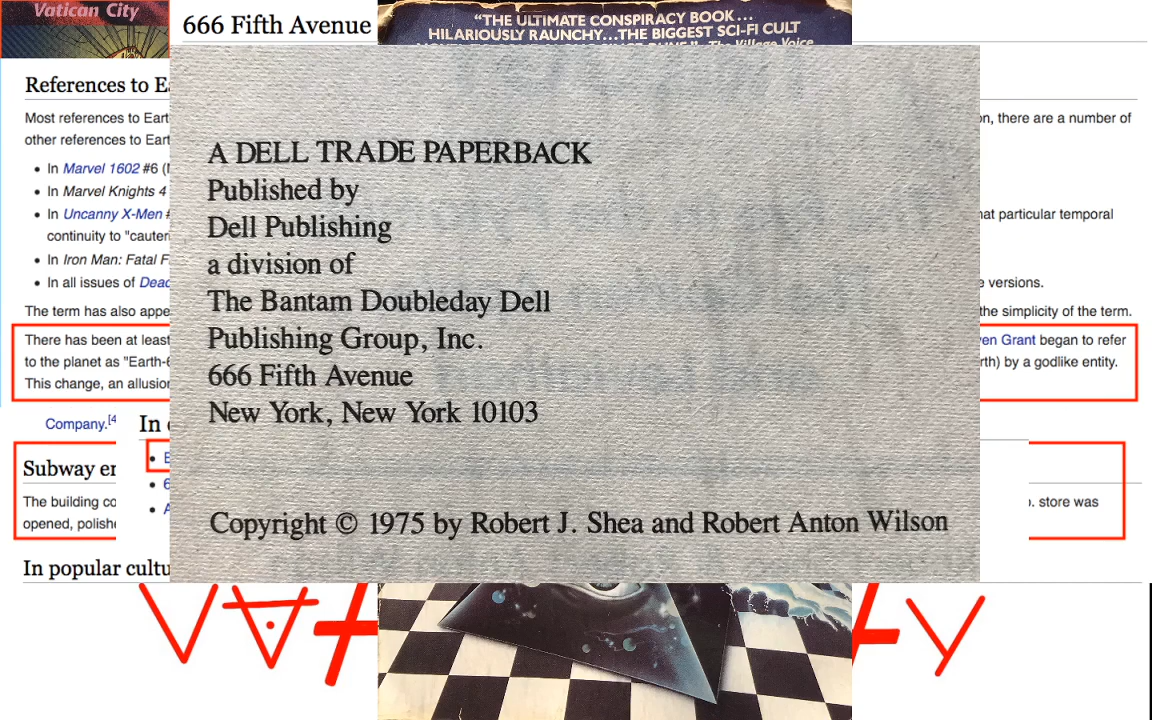 Vatican City
666 Fifth Avenue
"THE ULTIMATE CONSPIRACY BOOK...
HILARIOUSLY RAUNCHY...THE BIGGEST SCI-FI CULT
The Village Voice
References to
Most references to Eart
on, there are a number of
other references to Eart
In Marvel 1602 #6
In Marvel Knights 4
In Uncanny X-Men
at particular temporal
continuity to "cauter
In Iron Man: Fatal F
In all issues of Dead
versions.
The term has also appe
the simplicity of the term.
There has been at least
en Grant began to refer
to the planet as "Earth-6
rth) by a godlike entity.
This change, an allusion
Company.[4
In
Subway en
The building co
. store was
opened, polishe
In popular cultu
A DELL TRADE PAPERBACK
Published by
Dell Publishing
a division of
The Bantam Doubleday Dell
Publishing Group, Inc.
666 Fifth Avenue
New York, New York 10103
Copyright © 1975 by Robert J. Shea and Robert Anton Wilson